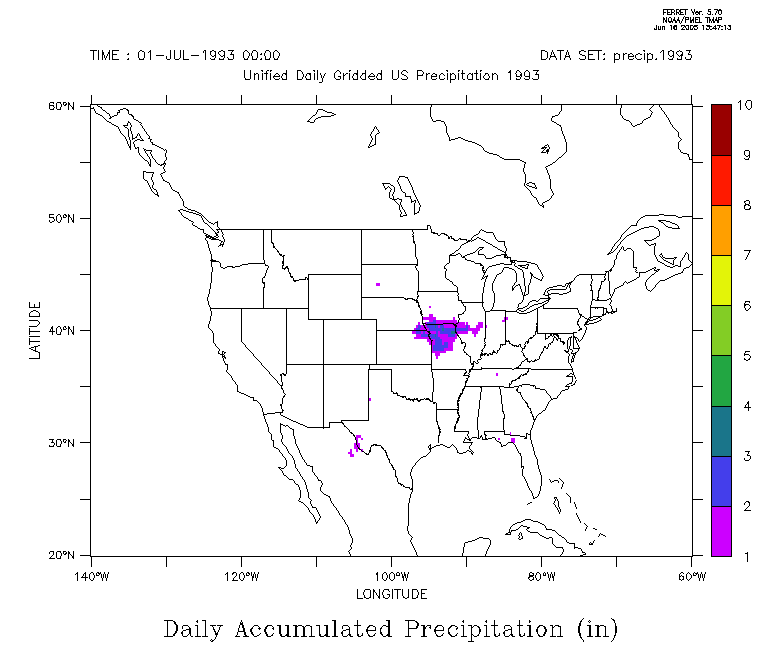 FERRET Ver. 5.70
NOAA/PMEL TMAP
Jun 16 2005 13:47:13
TIME : 01-JUL-1993 00:00
DATA SET: precip.1993
Unified Daily Gridded US Precipitation 1993
60°N
50°N
40°N
30°N
20°N
LATITUDE
140°W
120°W
100°W
80°W
60°W
LONGITUDE
10
9
8
7
6
5
4
3
2
1
Daily Accumulated Precipitation (in)